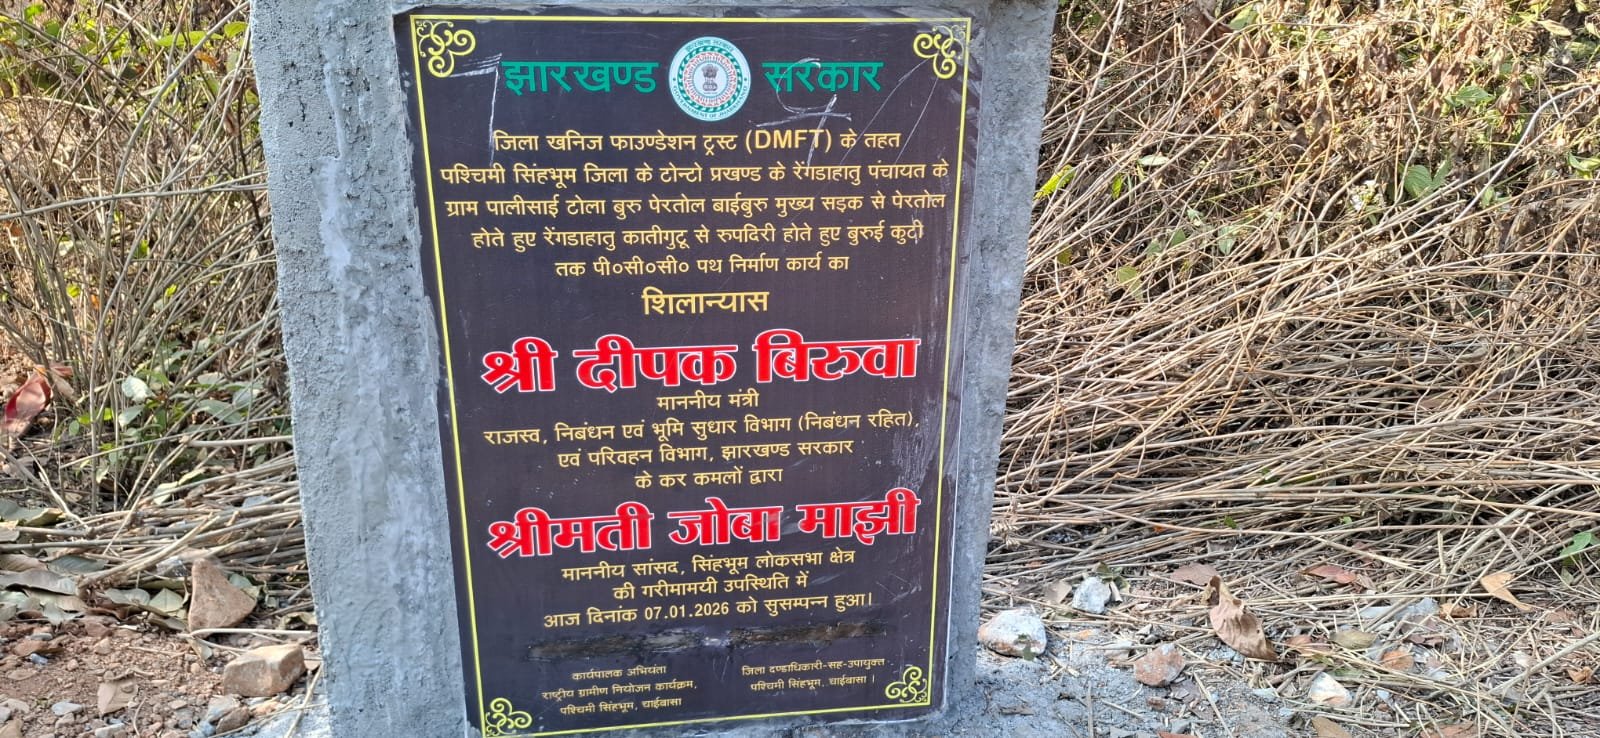 झारखण्ड सरकार
जिला खनिज फाउण्डेशन ट्रस्ट (DMFT) के तहत
पश्चिमी सिंहभूम जिला के टोन्टो प्रखण्ड के रेंगडाहातु पंचायत के
ग्राम पालीसाई टोला बुरु पेरतोल बाईबुरु मुख्य सड़क से पेरतोल
होते हुए रेंगडाहातु कातीगुटू से रुपदिरी होते हुए बुरुई कुटी
तक पी०सी०सी० पथ निर्माण कार्य का
शिलान्यास
श्री दीपक बिरुवा
माननीय मंत्री
राजस्व, निबंधन एवं भूमि सुधार विभाग (निबंधन रहित),
एवं परिवहन विभाग, झारखण्ड सरकार
के कर कमलों द्वारा
श्रीमती जोबा माझी
माननीय सांसद, सिंहभूम लोकसभा क्षेत्र
की गरीमामयी उपस्थिति में
आज दिनांक 07.01.2026 को सुसम्पन्न हुआ।
कार्यपालक अभियंता
राष्ट्रीय ग्रामीण नियोजन कार्यक्रम,
पश्चिमी सिंहभूम, चाईबासा
जिला दण्डाधिकारी-सह-उपायुक्त
पश्चिमी सिंहभूम, चाईबासा।